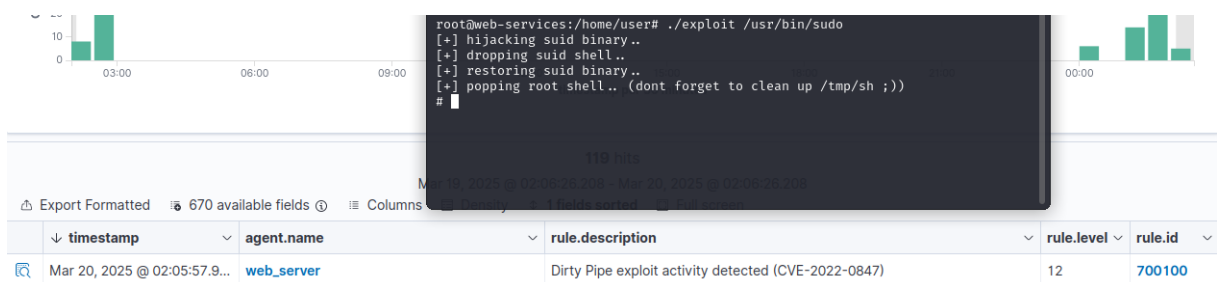 root@web-services:/home/user# ./exploit /usr/bin/sudo
[+] hijacking suid binary..
[+] dropping suid shell..
[+] restoring suid binary..
[+] popping root shell.. (dont forget to clean up /tmp/sh ;))
#
10
0
03:00 06:00 09:00 00:00
119 hits
Mar 19, 2025 @ 02:06:26.208 - Mar 20, 2025 @ 02:06:26.208
Export Formatted 670 available fields Columns Density 1 fields sorted Full screen
timestamp agent.name rule.description rule.level rule.id
Mar 20, 2025 @ 02:05:57.9... web_server Dirty Pipe exploit activity detected (CVE-2022-0847) 12 700100